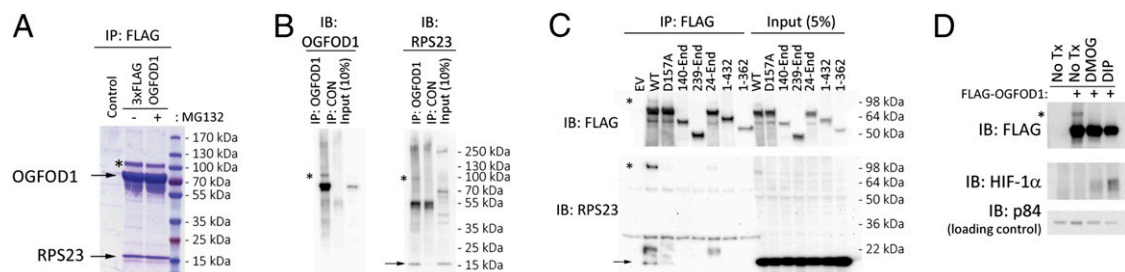 A
IP: FLAG
Control
3xFLAG
OGFOD1
- + : MG132
- 170 kDa
- 130 kDa
- 100 kDa
- 70 kDa
- 55 kDa
- 35 kDa
- 25 kDa
- 15 kDa
*
OGFOD1
RPS23
B
IB:
OGFOD1
IB:
RPS23
IP: OGFOD1
IP: CON
Input (10%)
IP: OGFOD1
IP: CON
Input (10%)
*
*
- 250 kDa
- 130 kDa
- 100 kDa
- 70 kDa
- 55 kDa
- 35 kDa
- 25 kDa
- 15 kDa
C
IP: FLAG
Input (5%)
EV
WT
D157A
140-End
239-End
24-End
1-432
1-362
WT
D157A
140-End
239-End
24-End
1-432
1-362
*
- 98 kDa
- 64 kDa
- 50 kDa
IB: FLAG
*
- 98 kDa
- 64 kDa
- 50 kDa
IB: RPS23
- 36 kDa
- 22 kDa
D
No Tx
No Tx
DMOG
DIP
FLAG-OGFOD1: + + +
*
IB: FLAG
IB: HIF-1α
IB: p84
(loading control)